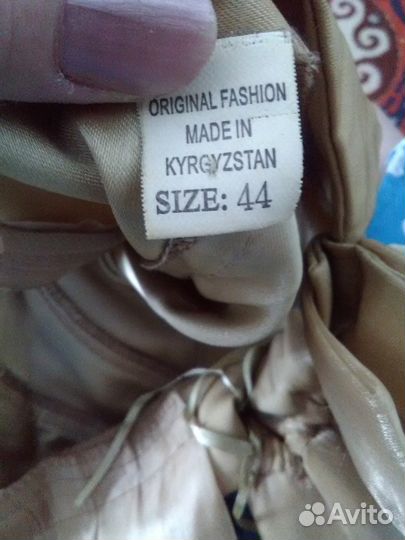 ORIGINAL FASHION
MADE IN
KYRGYZSTAN
SIZE: 44
Avito